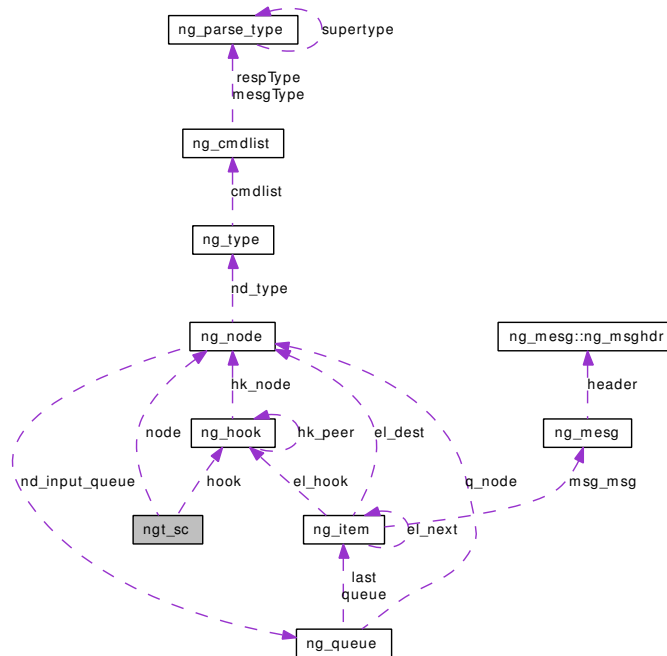 ng_parse_type
supertype
respType
mesgType
ng_cmdlist
cmdlist
ng_type
nd_type
ng_node
ng_mesg::ng_msghdr
hk_node
header
node
ng_hook
hk_peer
el_dest
ng_mesg
nd_input_queue
hook
el_hook
q_node
msg_msg
ngt_sc
ng_item
el_next
last
queue
ng_queue